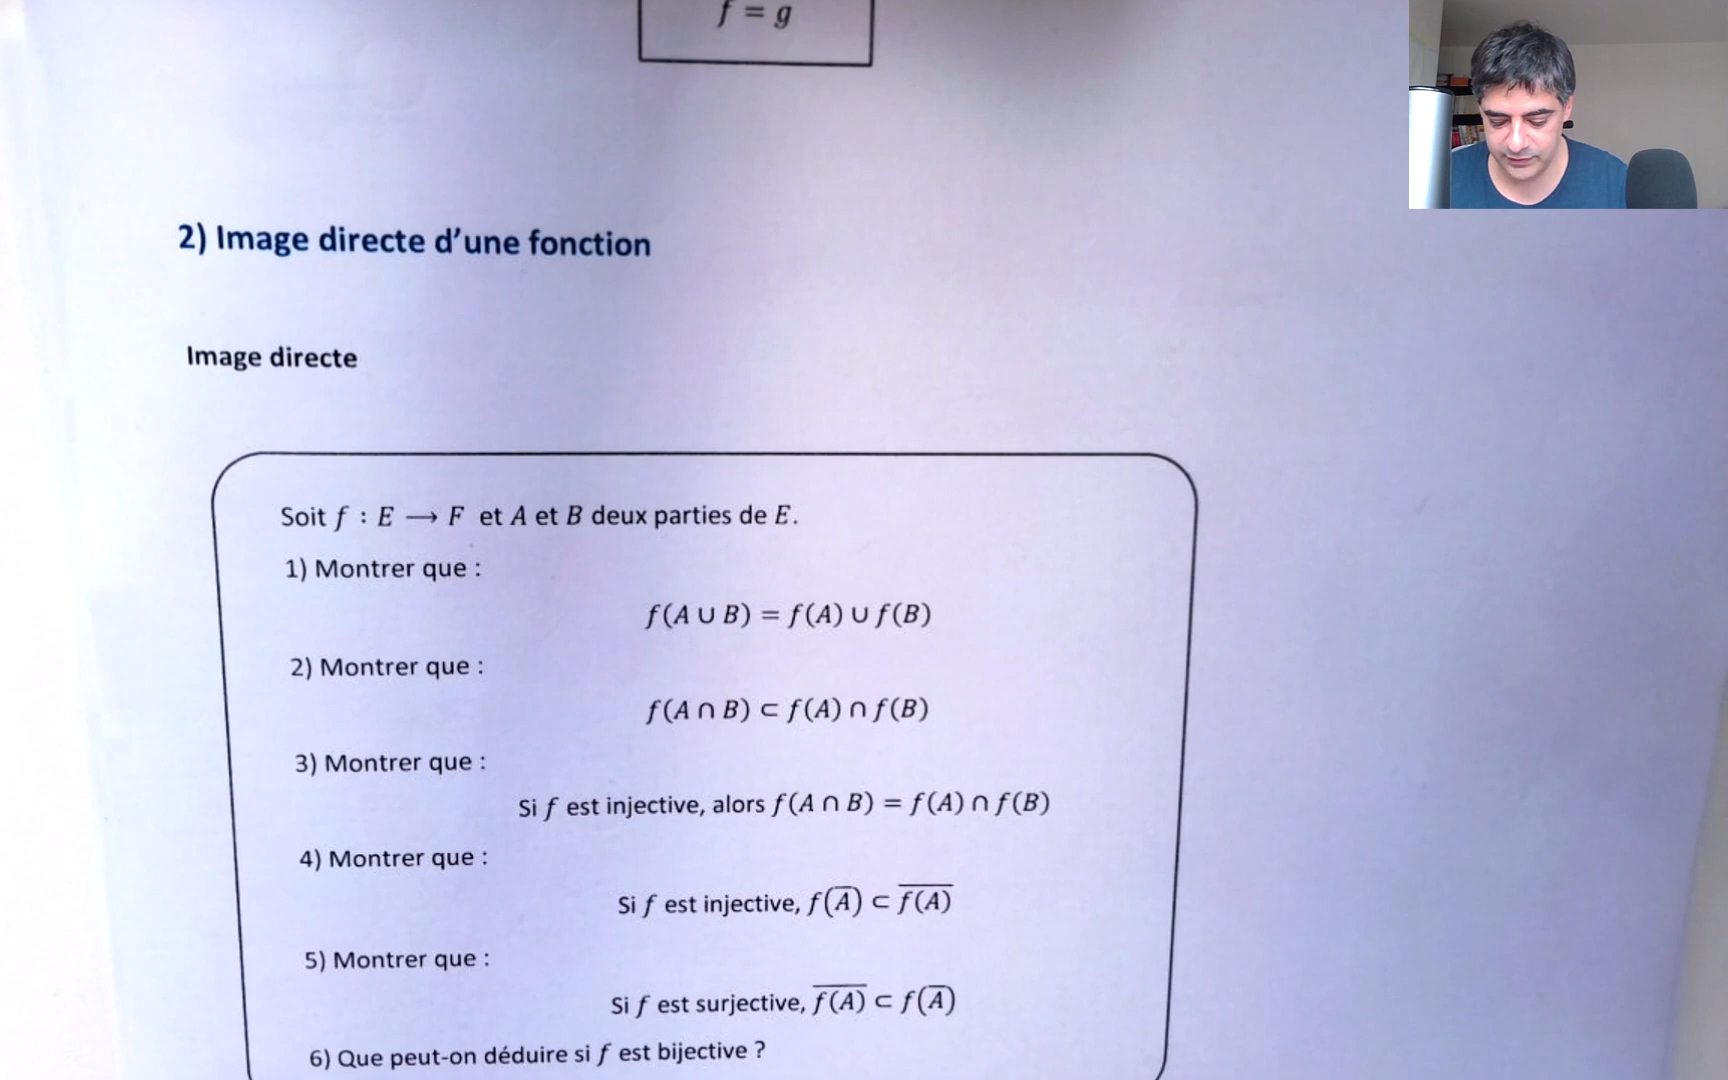 f = g
2) Image directe d’une fonction
Image directe
Soit f : E ⟶ F et A et B deux parties de E.
1) Montrer que :
f(A ∪ B) = f(A) ∪ f(B)
2) Montrer que :
f(A ∩ B) ⊂ f(A) ∩ f(B)
3) Montrer que :
Si f est injective, alors f(A ∩ B) = f(A) ∩ f(B)
4) Montrer que :
Si f est injective, f(A̅) ⊂ \overline{f(A)}
5) Montrer que :
Si f est surjective, \overline{f(A)} ⊂ f(A̅)
6) Que peut-on déduire si f est bijective ?